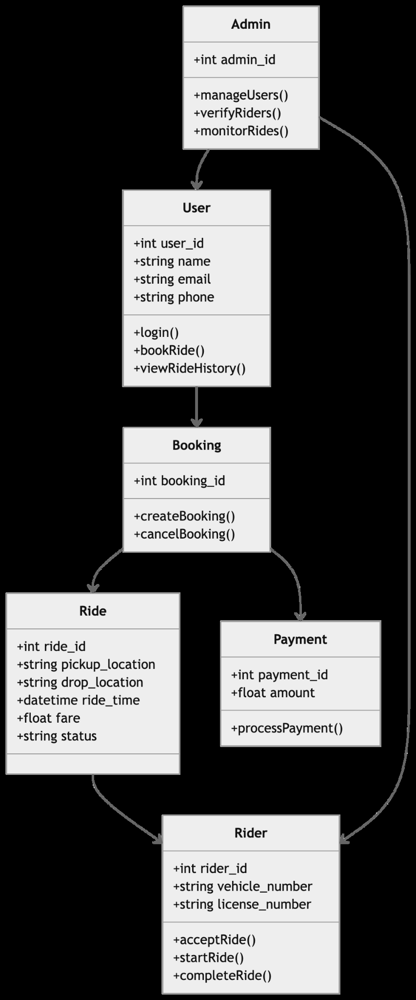 Admin
+int admin_id
+manageUsers()
+verifyRiders()
+monitorRides()
User
+int user_id
+string name
+string email
+string phone
+login()
+bookRide()
+viewRideHistory()
Booking
+int booking_id
+createBooking()
+cancelBooking()
Ride
+int ride_id
+string pickup_location
+string drop_location
+datetime ride_time
+float fare
+string status
Payment
+int payment_id
+float amount
+processPayment()
Rider
+int rider_id
+string vehicle_number
+string license_number
+acceptRide()
+startRide()
+completeRide()